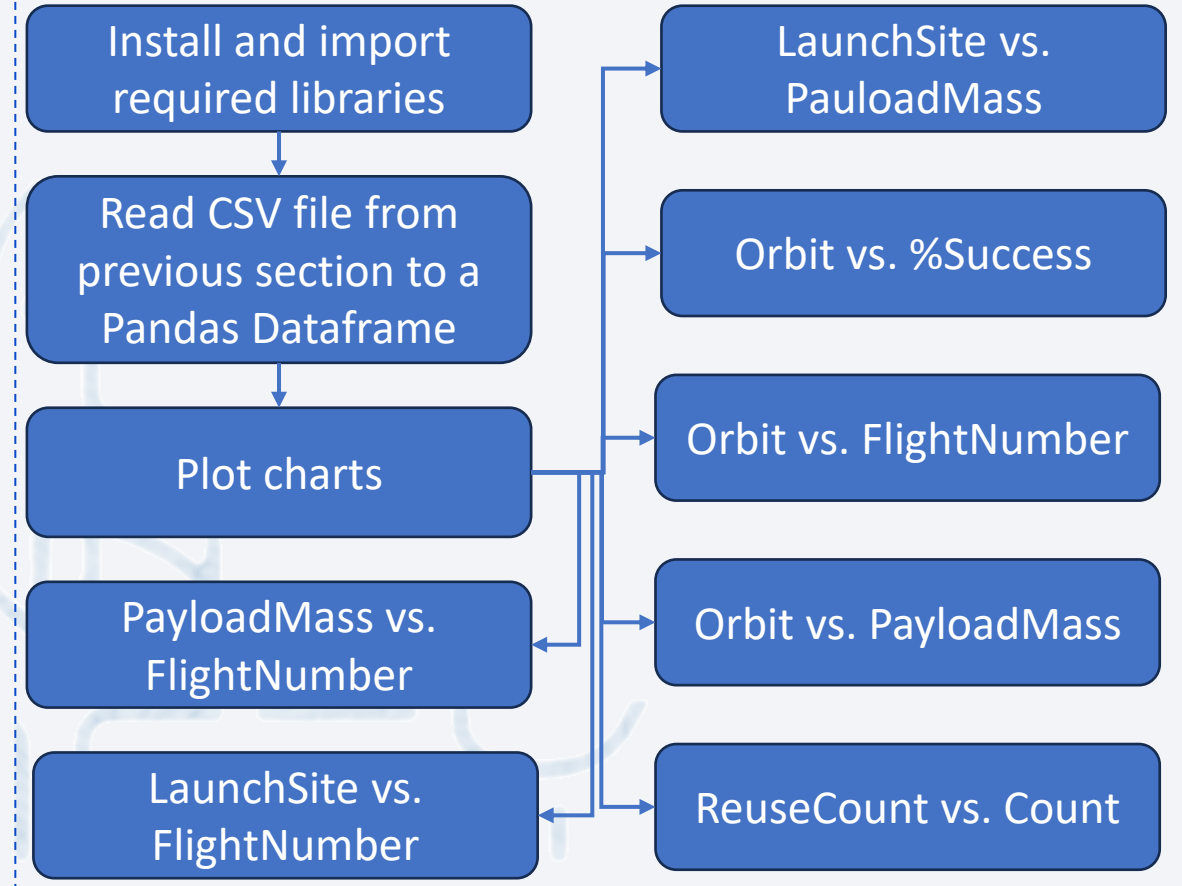 Install and import
required libraries
Read CSV file from
previous section to a
Pandas Dataframe
Plot charts
PayloadMass vs.
FlightNumber
LaunchSite vs.
FlightNumber
LaunchSite vs.
PauloadMass
Orbit vs. %Success
Orbit vs. FlightNumber
Orbit vs. PayloadMass
ReuseCount vs. Count